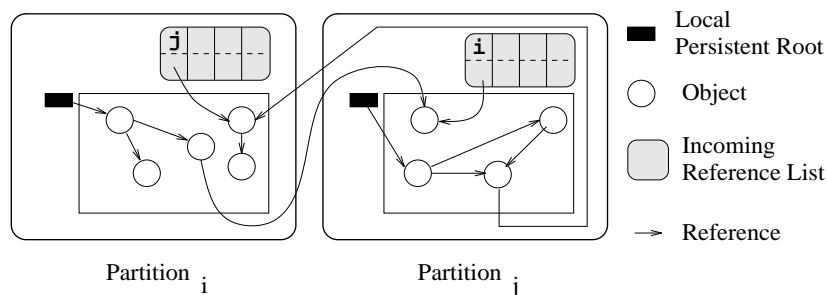 j
i
Local
Persistent Root
Object
Incoming
Reference List
Reference
Partition i
Partition j